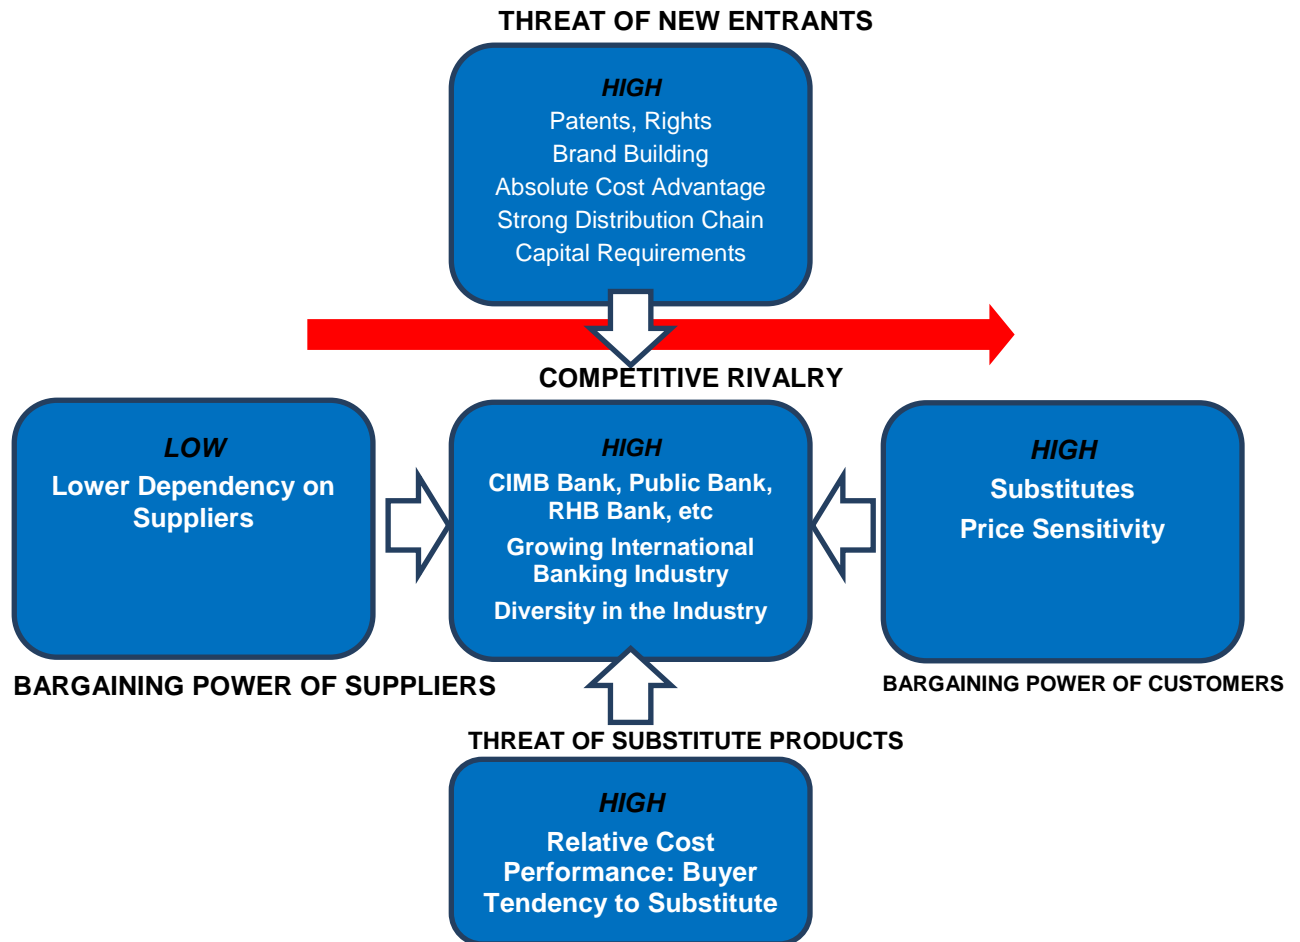 THREAT OF NEW ENTRANTS
HIGH
Patents, Rights
Brand Building
Absolute Cost Advantage
Strong Distribution Chain
Capital Requirements
COMPETITIVE RIVALRY
LOW
Lower Dependency on
Suppliers
HIGH
CIMB Bank, Public Bank,
RHB Bank, etc
Growing International
Banking Industry
Diversity in the Industry
HIGH
Substitutes
Price Sensitivity
BARGAINING POWER OF SUPPLIERS
BARGAINING POWER OF CUSTOMERS
THREAT OF SUBSTITUTE PRODUCTS
HIGH
Relative Cost
Performance: Buyer
Tendency to Substitute